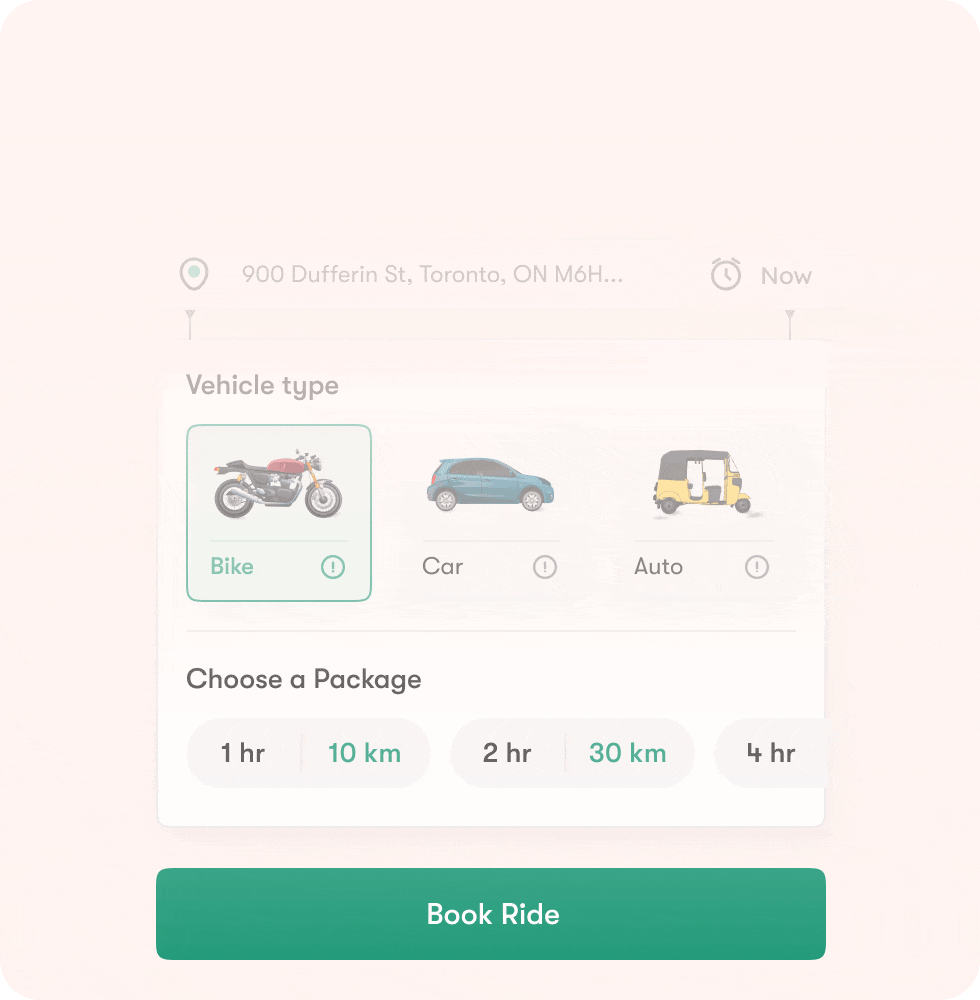 900 Dufferin St, Toronto, ON M6H... Now
Vehicle type
Bike Car Auto
Choose a Package
1 hr 10 km 2 hr 30 km 4 hr
Book Ride